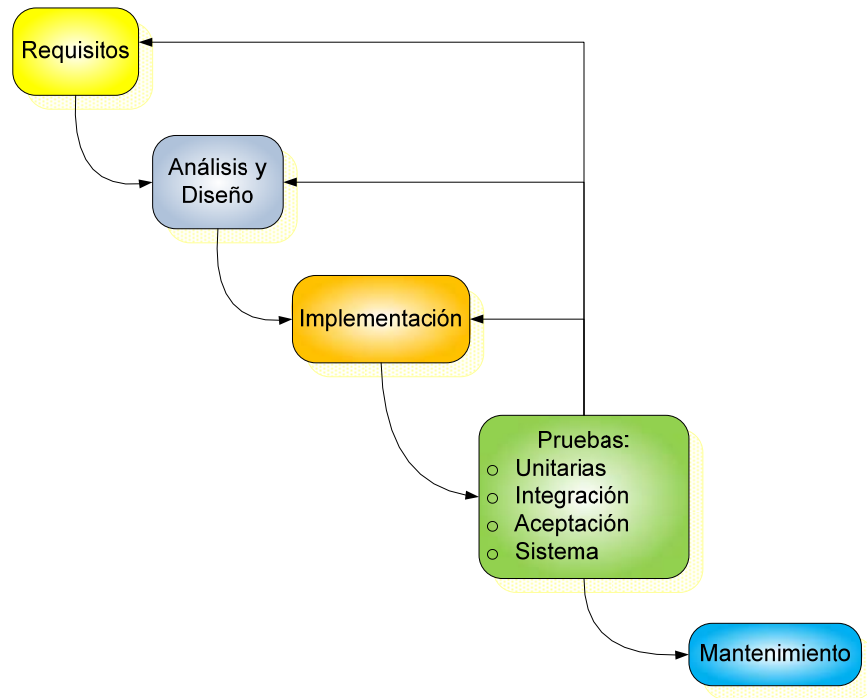 Requisitos
Análisis y
Diseño
Implementación
Pruebas:
o Unitarias
o Integración
o Aceptación
o Sistema
Mantenimiento